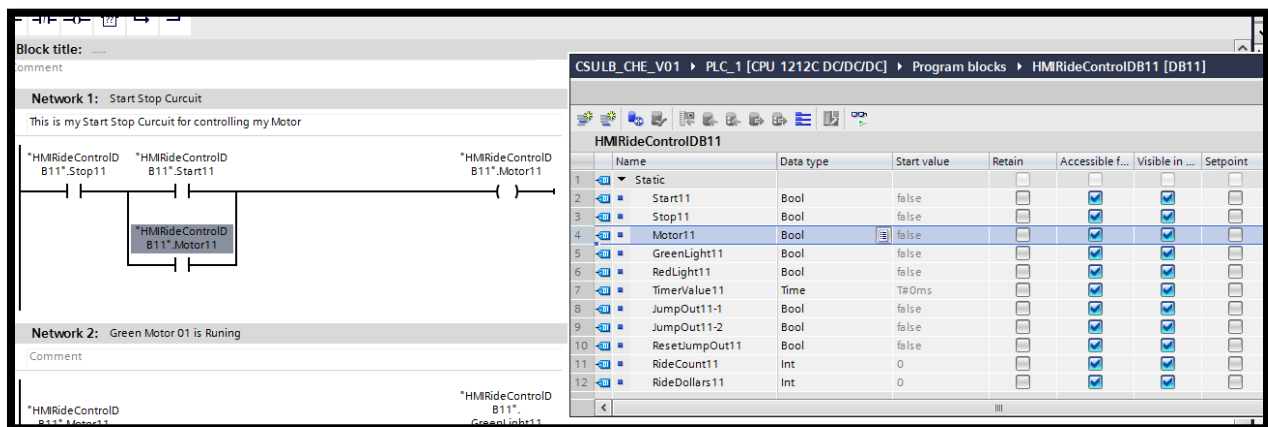 Block title: .....
Comment
Network 1: Start Stop Curcuit
This is my Start Stop Curcuit for controlling my Motor
"HMIRideControlD
B11".Stop11
"HMIRideControlD
B11".Start11
"HMIRideControlD
B11".Motor11
"HMIRideControlD
B11".Motor11
Network 2: Green Motor 01 is Runing
Comment
"HMIRideControlD
B11".Motor11
"HMIRideControlD
B11".
GreenLight11
CSULB_CHE_V01 PLC_1 [CPU 1212C DC/DC/DC] Program blocks HMIRideControlDB11 [DB11]
HMIRideControlDB11
Name Data type Start value Retain Accessible f... Visible in ... Setpoint
1 Static
2 Start11 Bool false
3 Stop11 Bool false
4 Motor11 Bool false
5 GreenLight11 Bool false
6 RedLight11 Bool false
7 TimerValue11 Time T#0ms
8 JumpOut11-1 Bool false
9 JumpOut11-2 Bool false
10 ResetJumpOut11 Bool false
11 RideCount11 Int 0
12 RideDollars11 Int 0